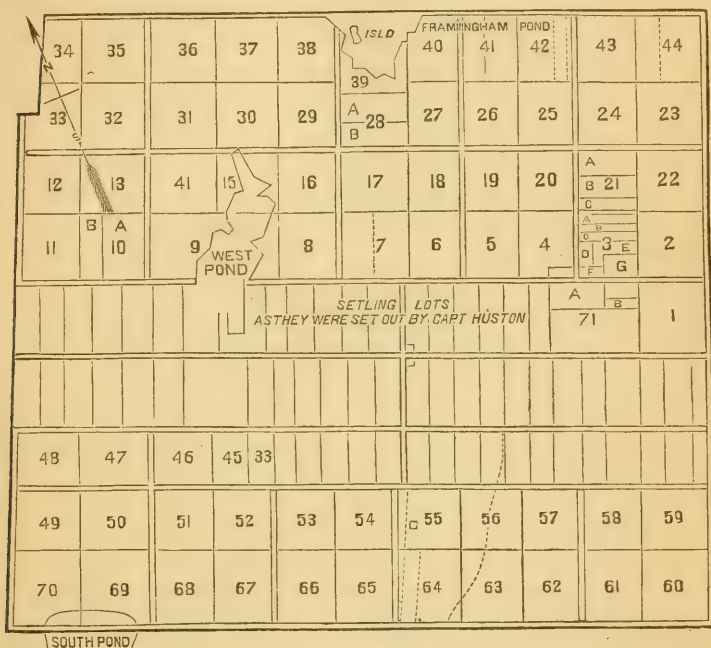 34 35 36 37 38 ISLD FRAMINGHAM POND
40 41 42 43 44
39
33 32 31 30 29 A 28 27 26 25 24 23
B
N
S
12 13 41 15 16 17 18 19 20 A 22
B 21
C
B A
11 10 9 WEST POND 8 7 6 5 4 A 2
B
D 3 E
D
F G
SETLING LOTS
ASTHEY WERE SET OUT BY CAPT HUSTON
A B
71 1
48 47 46 45 33
49 50 51 52 53 54 55 56 57 58 59
70 69 68 67 66 65 64 63 62 61 60
SOUTH POND